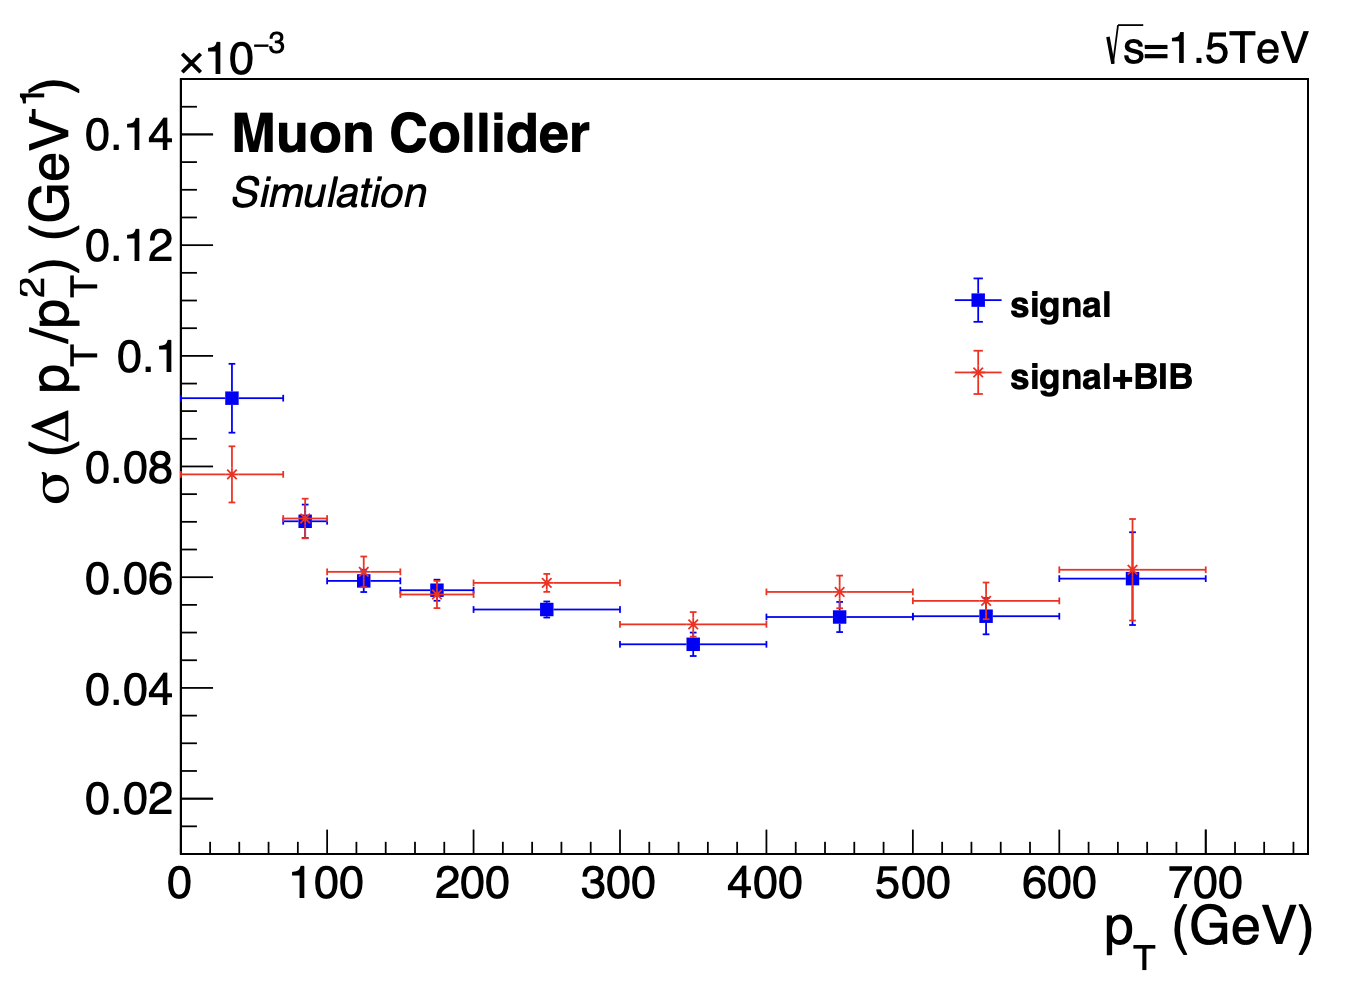 ×10⁻³
√s=1.5TeV
Muon Collider
Simulation
σ (Δ p_T/p_T²) (GeV⁻¹)
0.14
0.12
0.1
0.08
0.06
0.04
0.02
signal
signal+BIB
0 100 200 300 400 500 600 700
p_T (GeV)